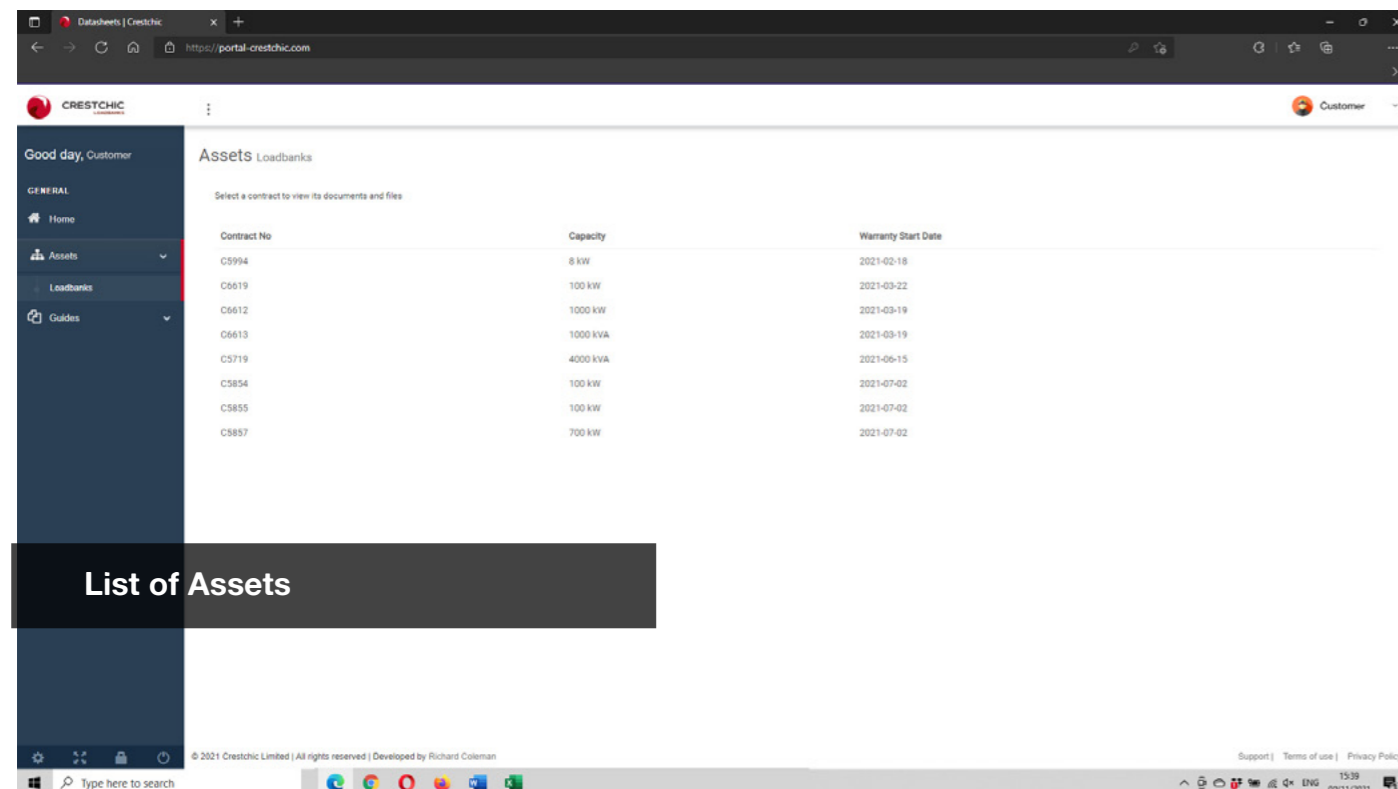 Datasheets | Crestchic
https://portal-crestchic.com
CRESTCHIC
LOADBANKS
Customer
Good day, Customer
Assets Loadbanks
GENERAL
Select a contract to view its documents and files
Home
Contract No Capacity Warranty Start Date
Assets
C5994 8 kW 2021-02-18
Loadbanks
C6619 100 kW 2021-03-22
C6612 1000 kW 2021-03-19
Guides
C6613 1000 kVA 2021-03-19
C5719 4000 kVA 2021-06-15
C5854 100 kW 2021-07-02
C5855 100 kW 2021-07-02
C5857 700 kW 2021-07-02
List of Assets
© 2021 Crestchic Limited | All rights reserved | Developed by Richard Coleman
Support | Terms of use | Privacy Polic
Type here to search
ENG 15:39